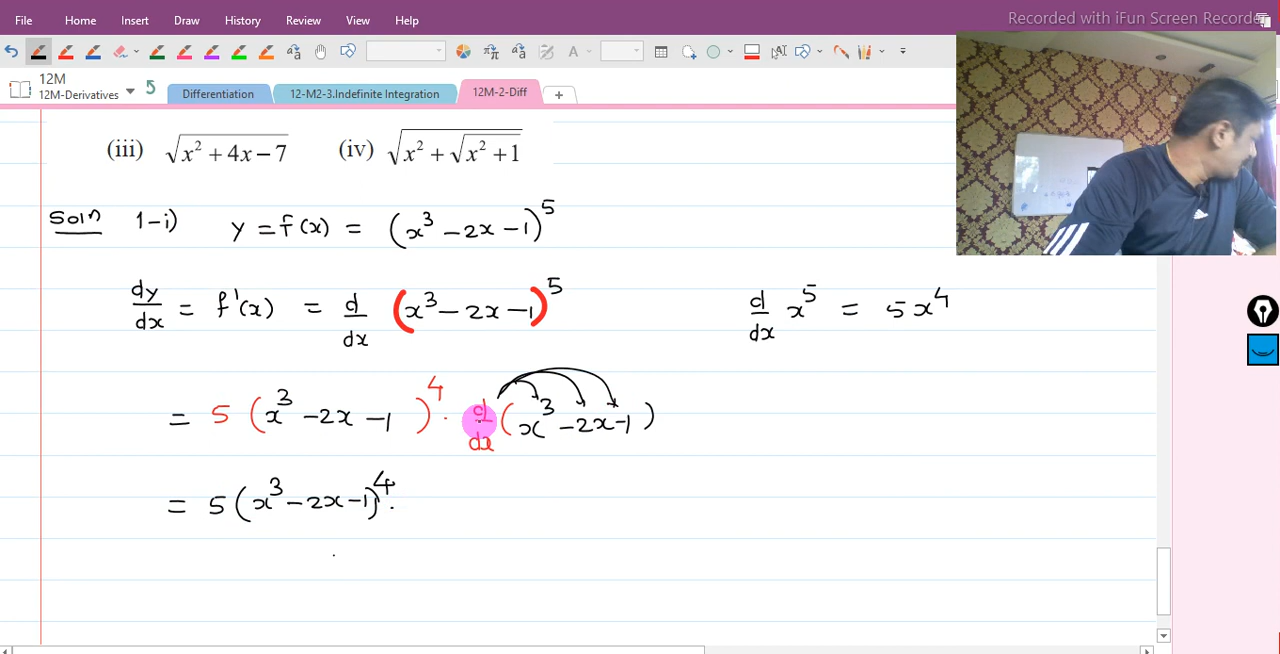 Recorded with iFun Screen Recorder
File Home Insert Draw History Review View Help
12M
12M-Derivatives
Differentiation 12-M2-3.Indefinite Integration 12M-2-Diff +
(iii) √(x² + 4x − 7) (iv) √(x² + √(x² + 1))
Soln 1-i) y = f(x) = (x³ − 2x − 1)⁵
dy/dx = f'(x) = d/dx (x³ − 2x − 1)⁵ d/dx x⁵ = 5x⁴
= 5 (x³ − 2x − 1)⁴ · d/dx (x³ − 2x − 1)
= 5 (x³ − 2x − 1)⁴ ·